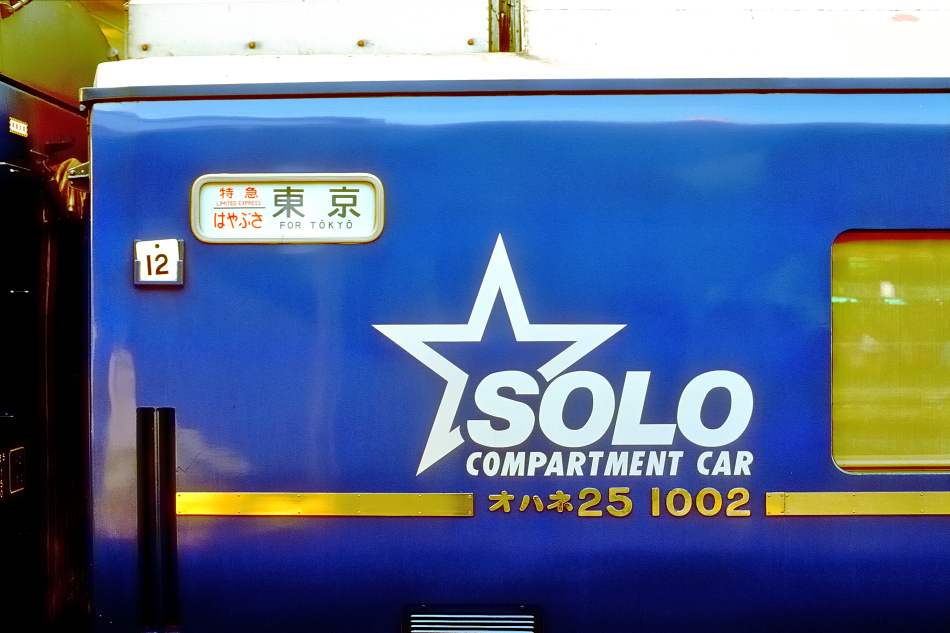 特急
LIMITED EXPRESS
はやぶさ
東京
FOR TŌKYŌ
12
SOLO
COMPARTMENT CAR
オハネ25 1002